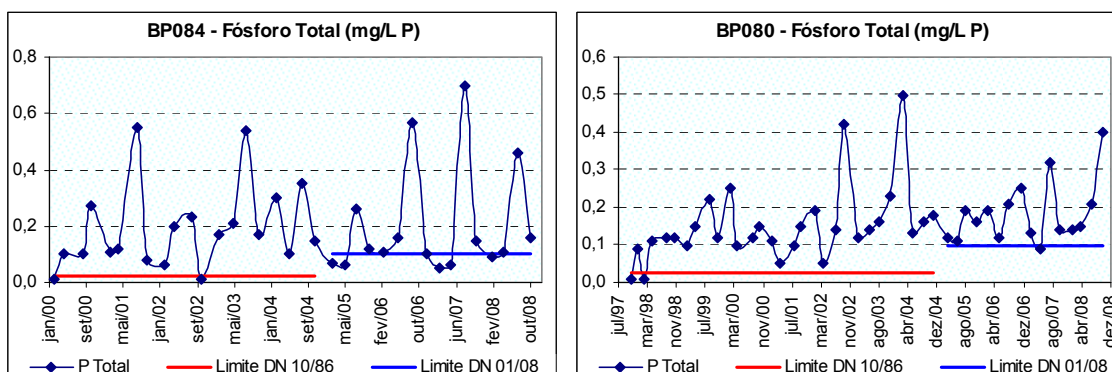 BP084 - Fósforo Total (mg/L P)
0,8
0,6
0,4
0,2
0,0
jan/00
set/00
mai/01
jan/02
set/02
mai/03
jan/04
set/04
mai/05
fev/06
out/06
jun/07
fev/08
out/08
P Total
Limite DN 10/86
Limite DN 01/08
BP080 - Fósforo Total (mg/L P)
0,6
0,5
0,4
0,3
0,2
0,1
0,0
jul/97
mar/98
nov/98
jul/99
mar/00
nov/00
jul/01
mar/02
nov/02
ago/03
abr/04
dez/04
ago/05
abr/06
dez/06
ago/07
abr/08
dez/08
P Total
Limite DN 10/86
Limite DN 01/08